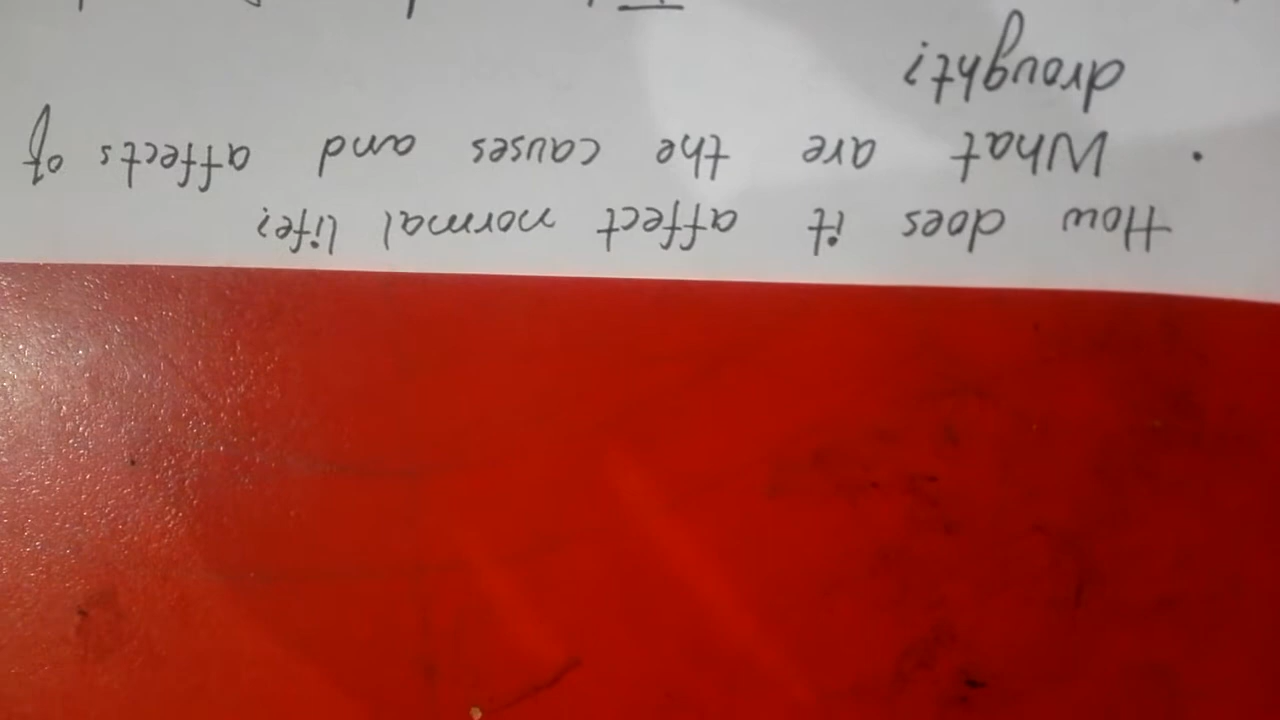 How does it affect normal life?
• What are the causes and affects of
drought?